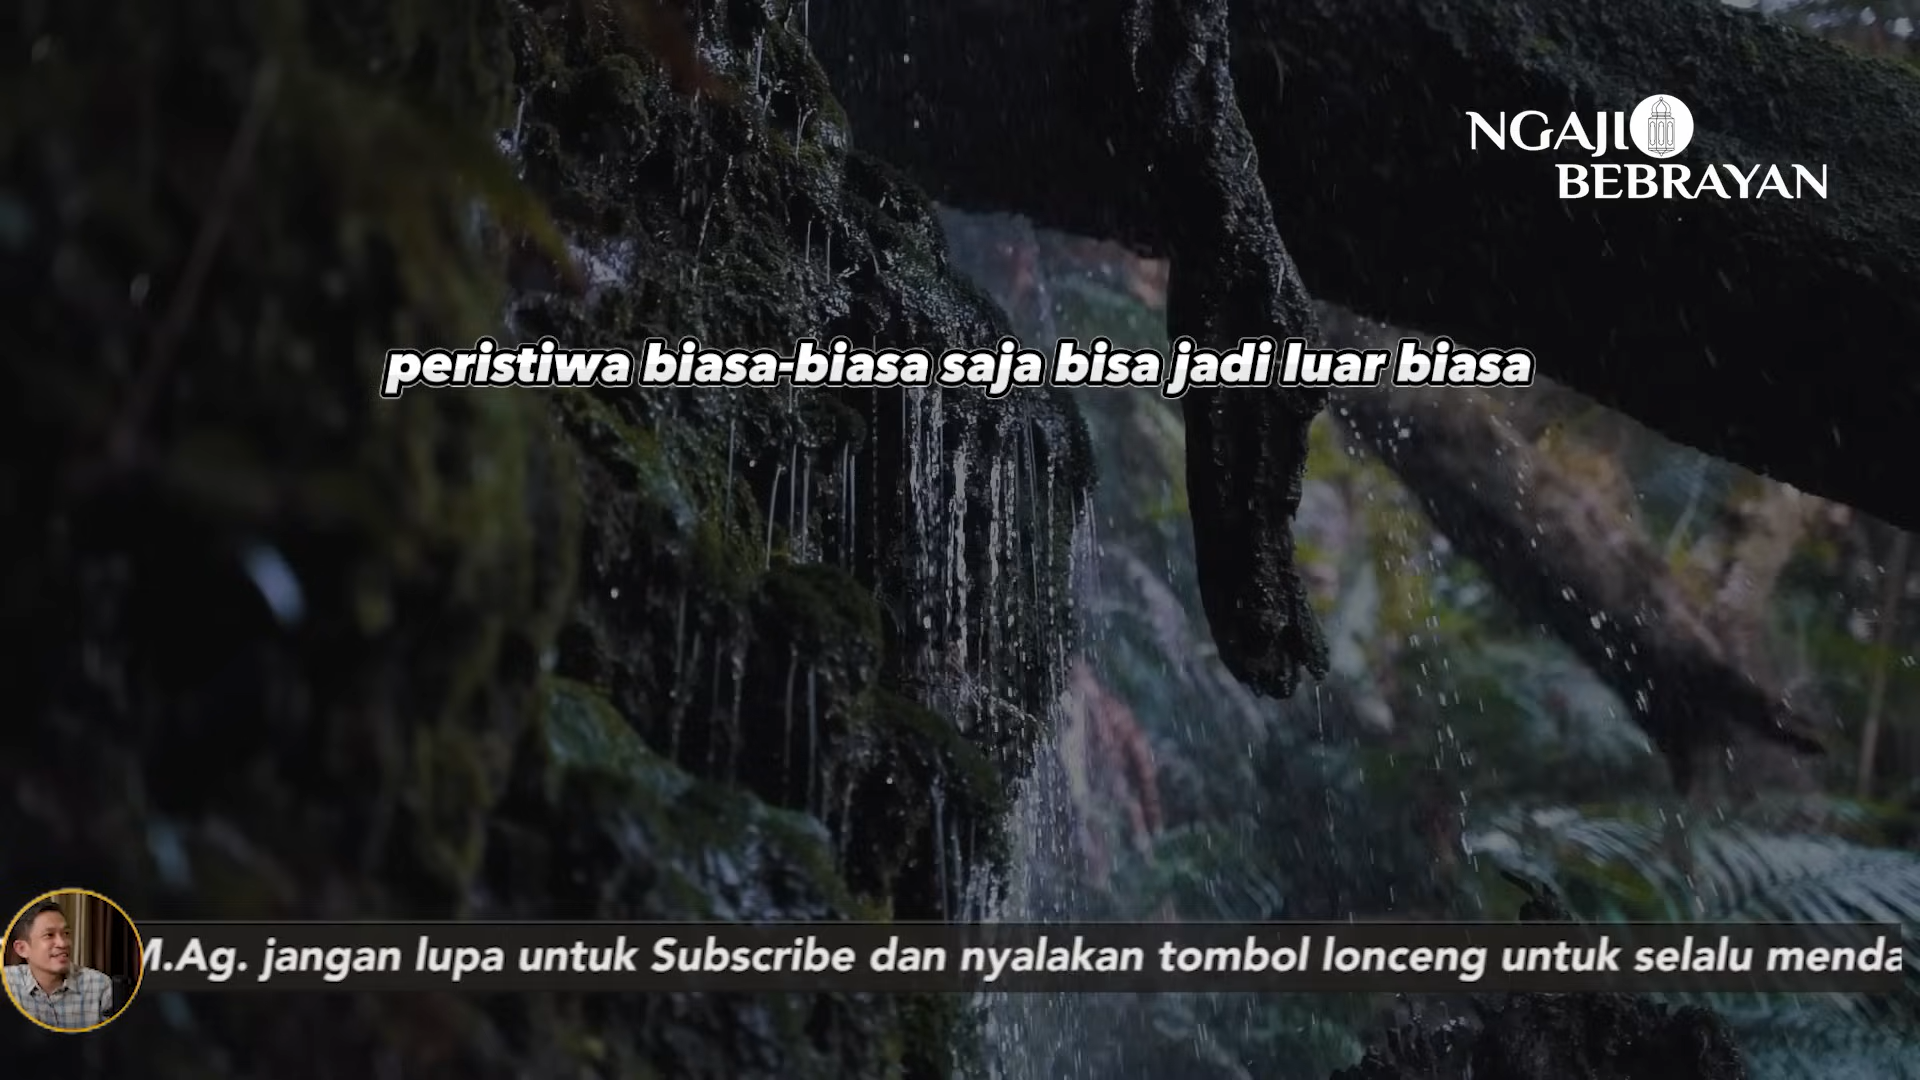 NGAJI
BEBRAYAN
peristiwa biasa-biasa saja bisa jadi luar biasa
M.Ag. jangan lupa untuk Subscribe dan nyalakan tombol lonceng untuk selalu menda